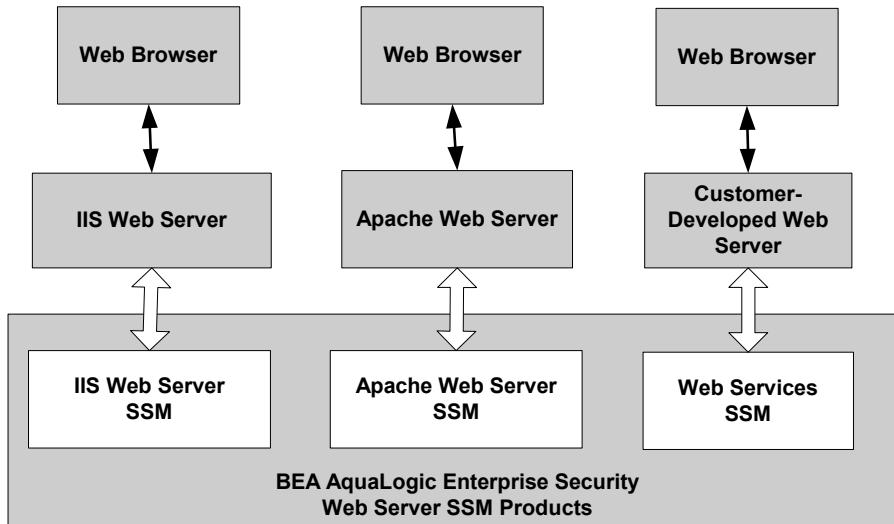 Web Browser
Web Browser
Web Browser
IIS Web Server
Apache Web Server
Customer-
Developed Web
Server
IIS Web Server
SSM
Apache Web Server
SSM
Web Services
SSM
BEA AquaLogic Enterprise Security
Web Server SSM Products